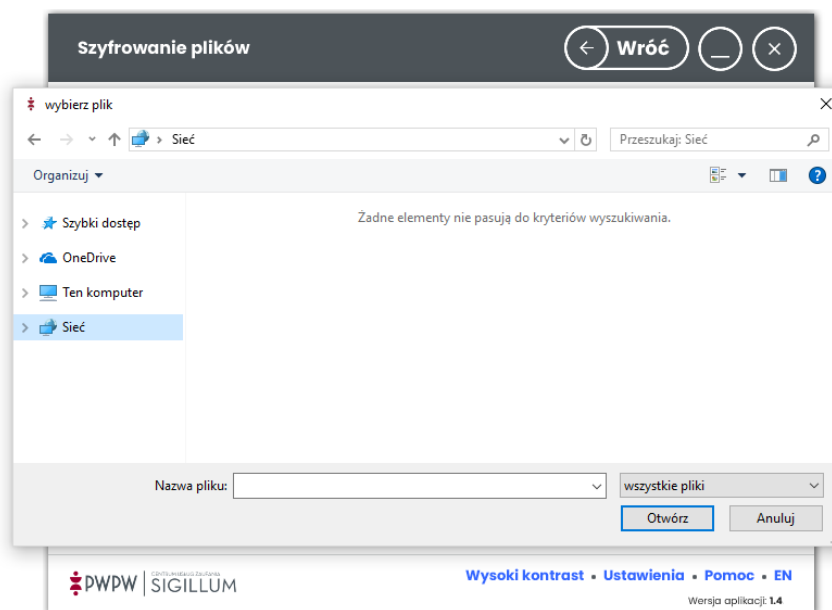 Szyfrowanie plików
Wróć
wybierz plik
Sieć
Przeszukaj: Sieć
Organizuj
Szybki dostęp
Żadne elementy nie pasują do kryteriów wyszukiwania.
OneDrive
Ten komputer
Sieć
Nazwa pliku:
wszystkie pliki
Otwórz
Anuluj
PWPW
SIGILLUM
Wysoki kontrast • Ustawienia • Pomoc • EN
Wersja aplikacji: 1.4